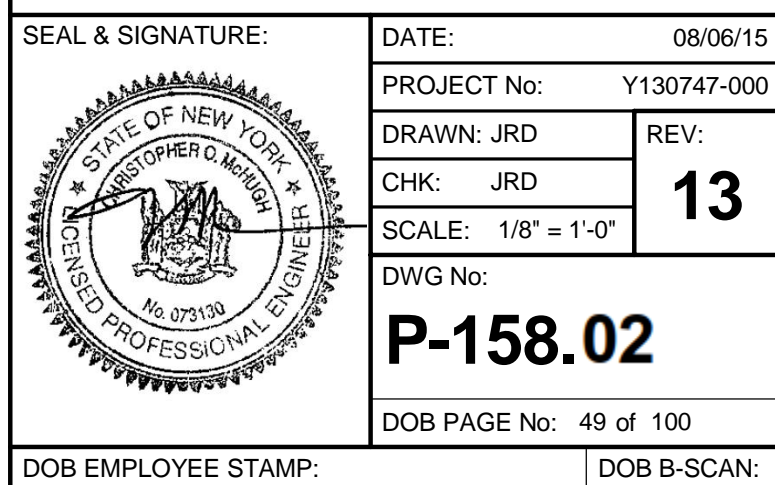 SEAL & SIGNATURE:
STATE OF NEW YORK
CHRISTOPHER O. McHUGH
No. 073130
LICENSED PROFESSIONAL ENGINEER
DATE: 08/06/15
PROJECT No: Y130747-000
DRAWN: JRD
REV:
13
CHK: JRD
SCALE: 1/8" = 1'-0"
DWG No:
P-158.02
DOB PAGE No: 49 of 100
DOB EMPLOYEE STAMP:
DOB B-SCAN: